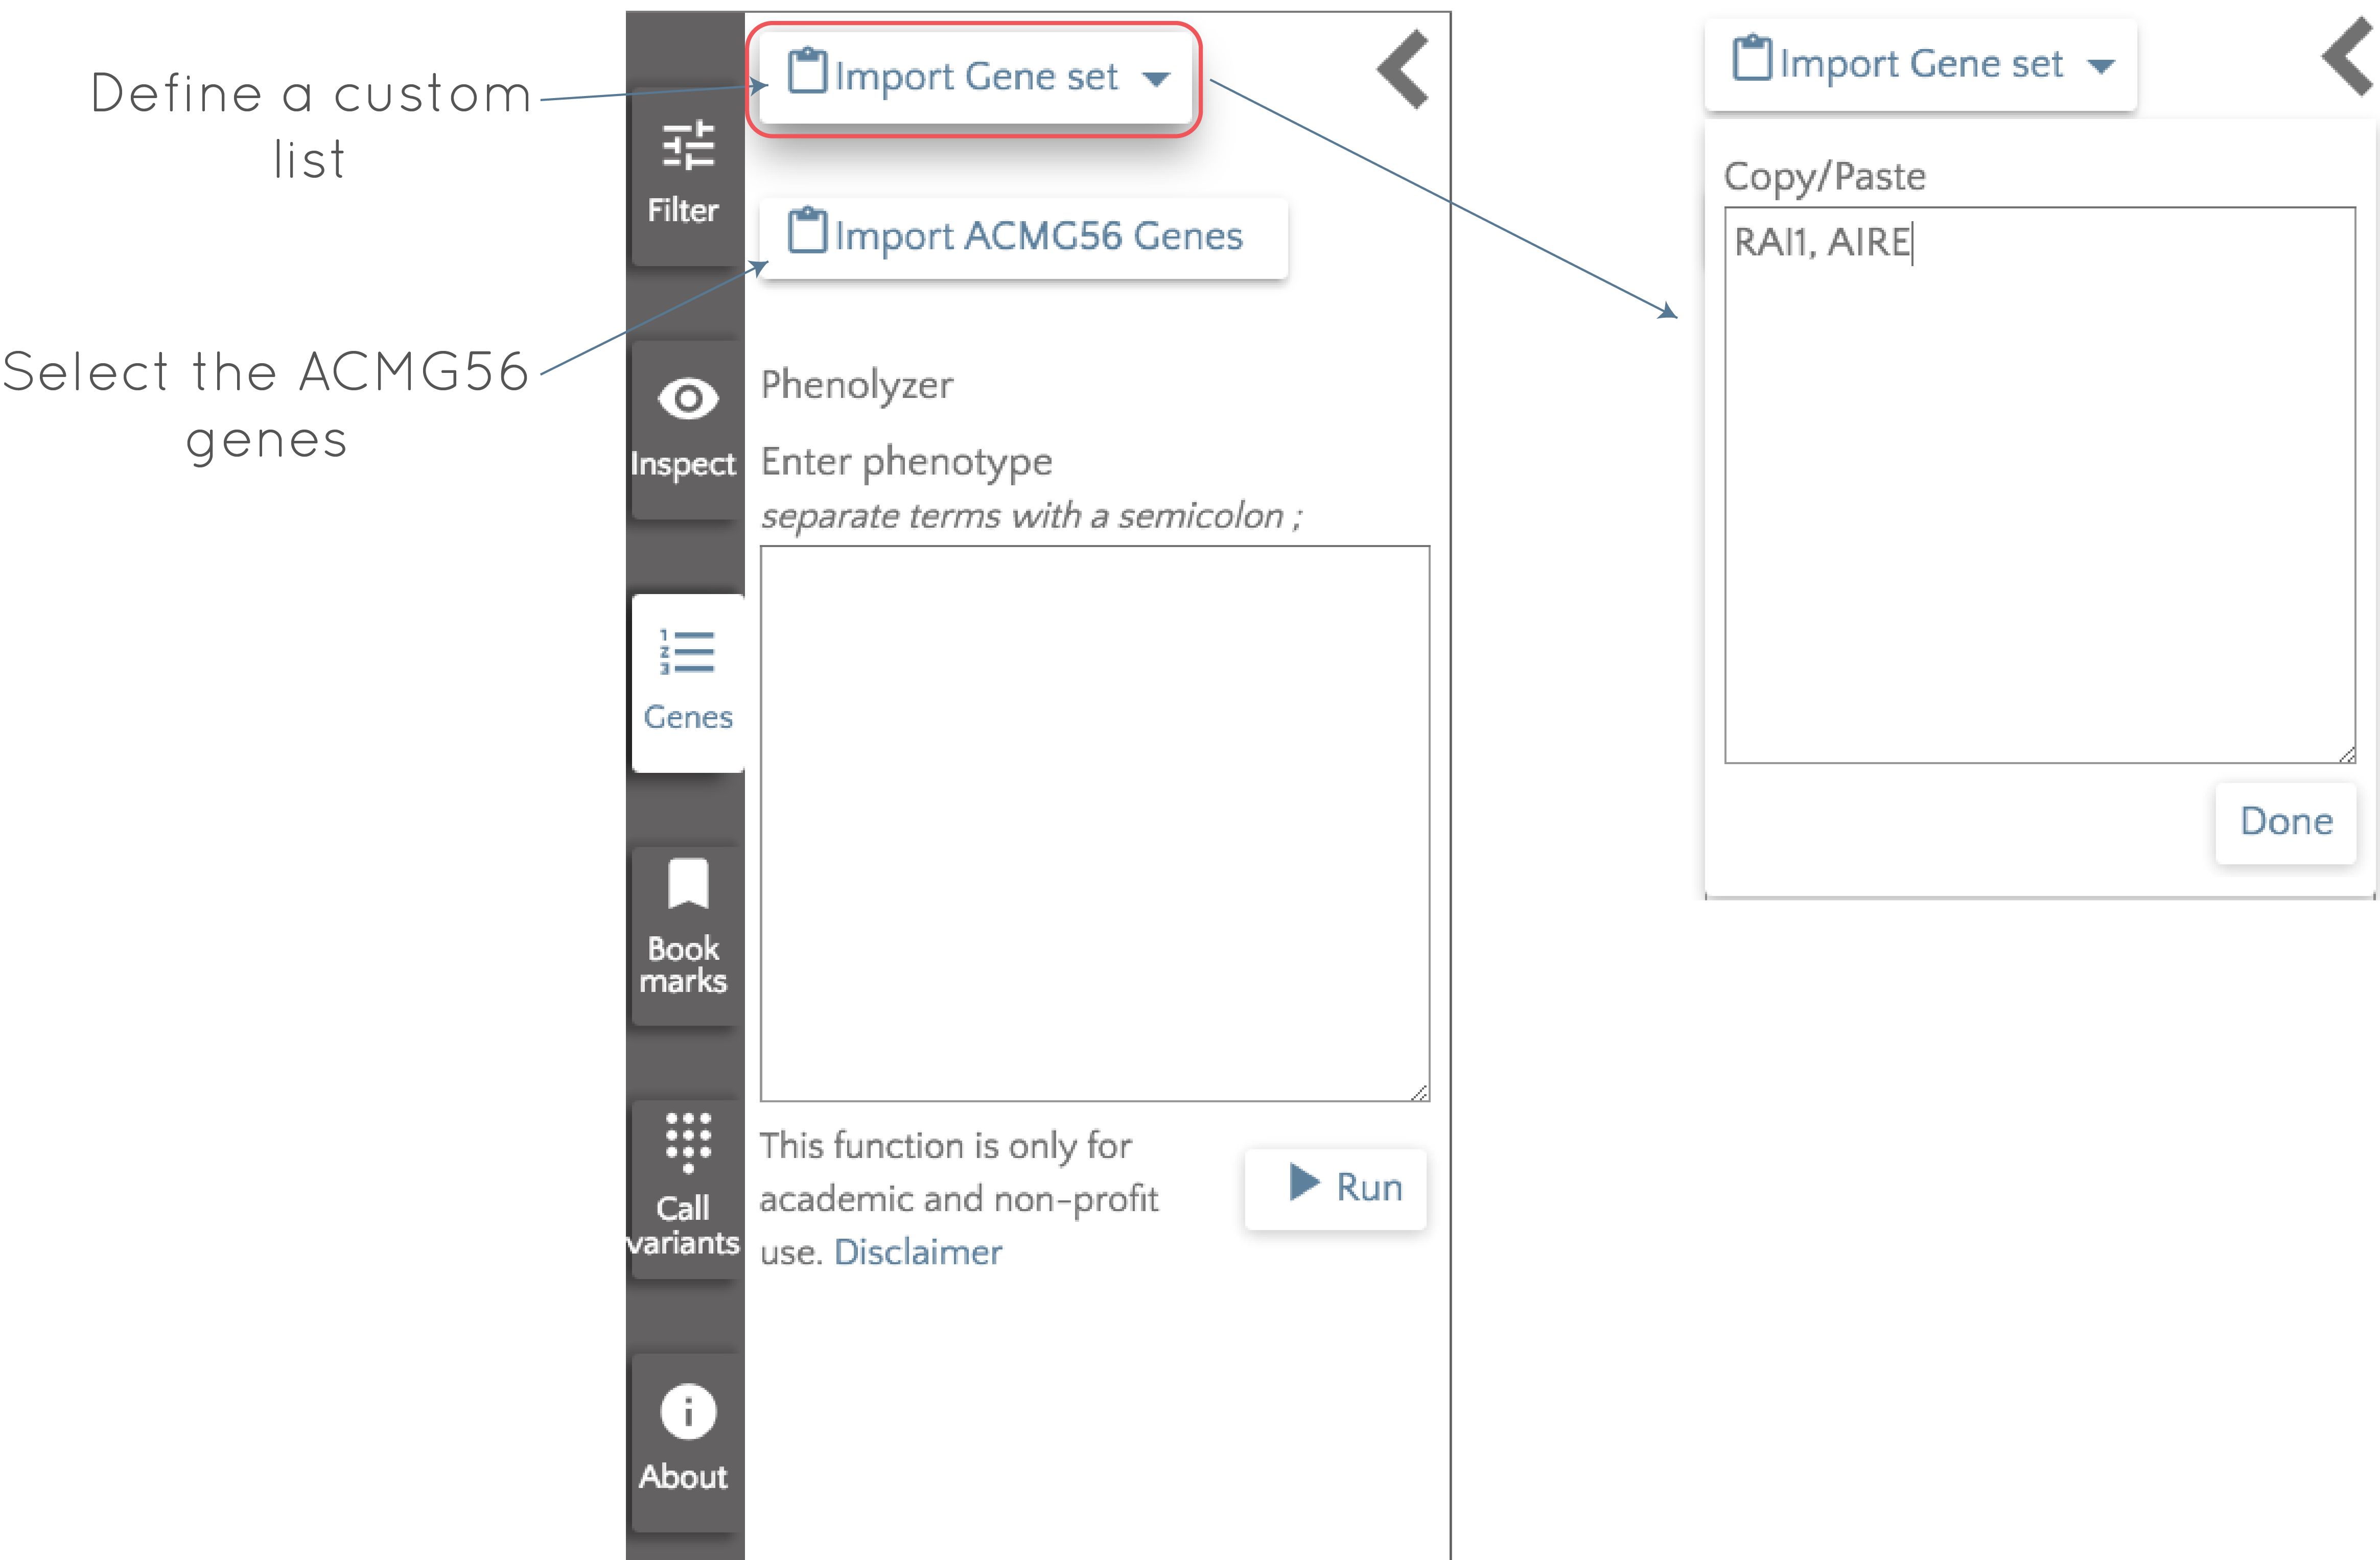 Define a custom
list
Select the ACMG56
genes
Filter
Inspect
Genes
Book
marks
Call
variants
About
Import Gene set
Import ACMG56 Genes
Phenolyzer
Enter phenotype
separate terms with a semicolon ;
This function is only for
academic and non-profit
use. Disclaimer
Run
Import Gene set
Copy/Paste
RAI1, AIRE
Done